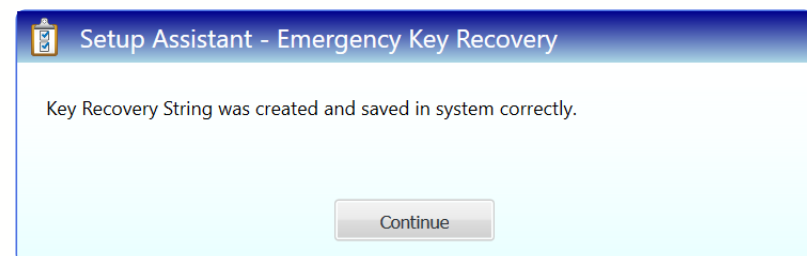 Setup Assistant - Emergency Key Recovery
Key Recovery String was created and saved in system correctly.
Continue